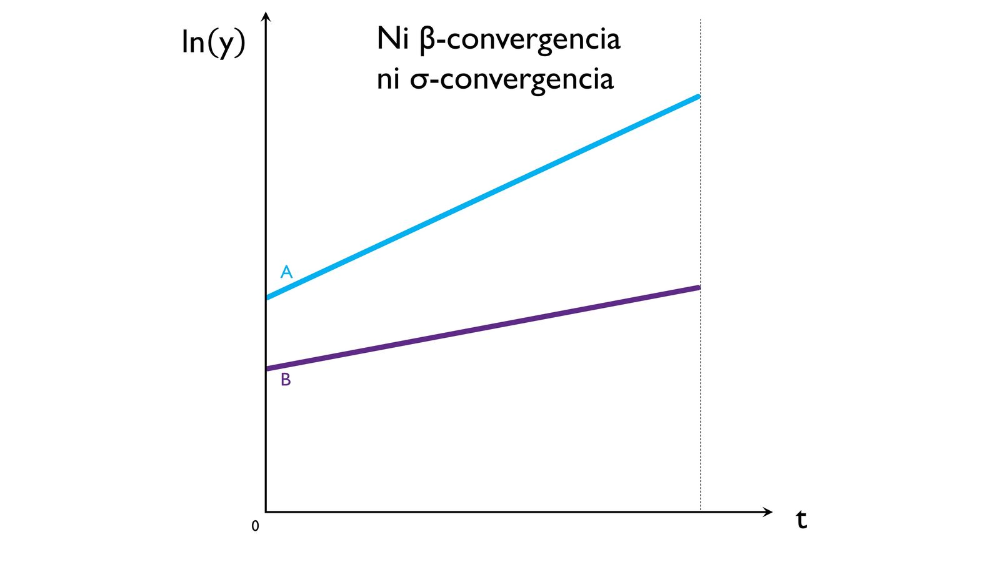 ln(y)
Ni β-convergencia
ni σ-convergencia
A
B
0
t